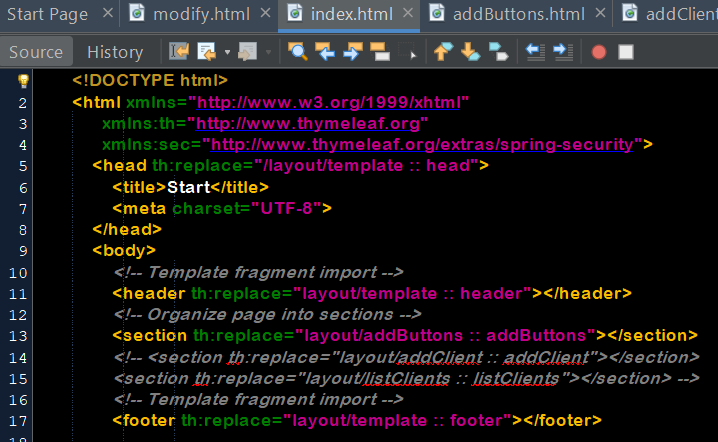 Start Page modify.html index.html addButtons.html addClient
Source History
<!DOCTYPE html>
2 <html xmlns="http://www.w3.org/1999/xhtml"
3 xmlns:th="http://www.thymeleaf.org"
4 xmlns:sec="http://www.thymeleaf.org/extras/spring-security">
5 <head th:replace="/layout/template :: head">
6 <title>Start</title>
7 <meta charset="UTF-8">
8 </head>
9 <body>
10 <!-- Template fragment import -->
11 <header th:replace="layout/template :: header"></header>
12 <!-- Organize page into sections -->
13 <section th:replace="layout/addButtons :: addButtons"></section>
14 <!-- <section th:replace="layout/addClient :: addClient"></section>
15 <section th:replace="layout/listClients :: listClients"></section> -->
16 <!-- Template fragment import -->
17 <footer th:replace="layout/template :: footer"></footer>